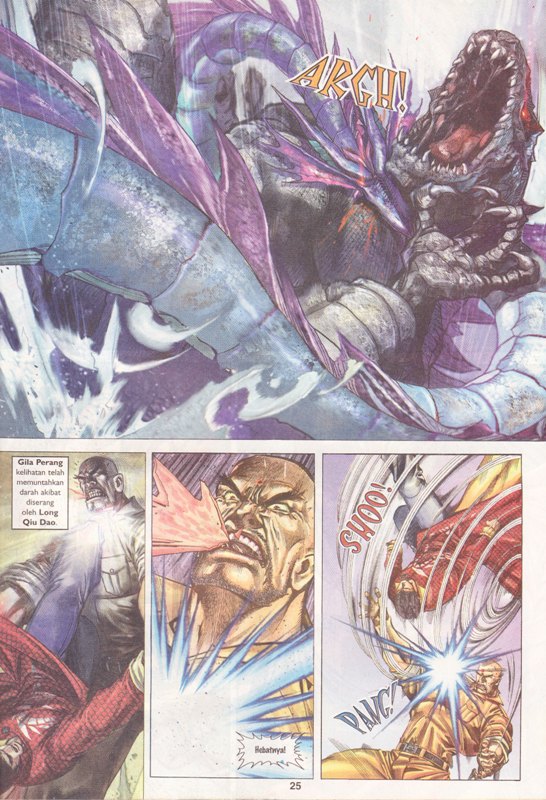 ARGH!
Gila Perang
kelihatan telah
memuntahkan
darah akibat
diserang
oleh Long
Qiu Dao.
Hebatnya!
SHOO!
PANG!
25